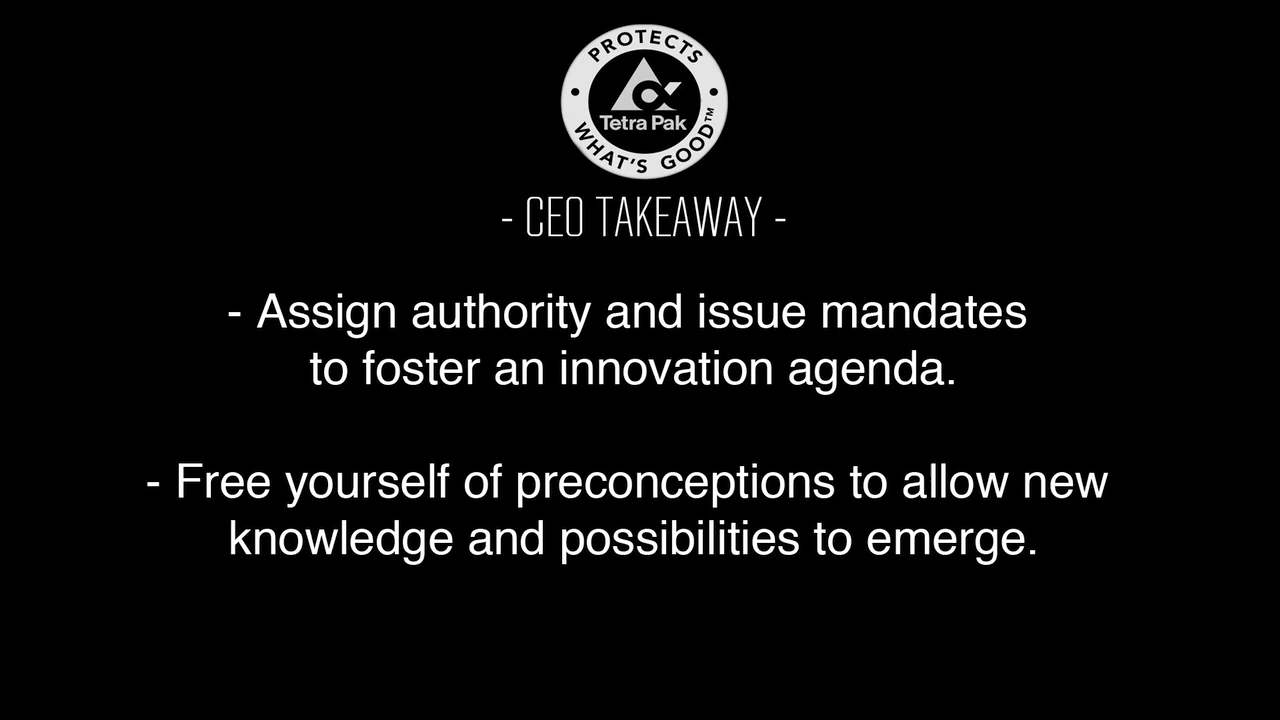 PROTECTS
Tetra Pak
WHAT'S GOOD™
- CEO TAKEAWAY -
- Assign authority and issue mandates
to foster an innovation agenda.
- Free yourself of preconceptions to allow new
knowledge and possibilities to emerge.